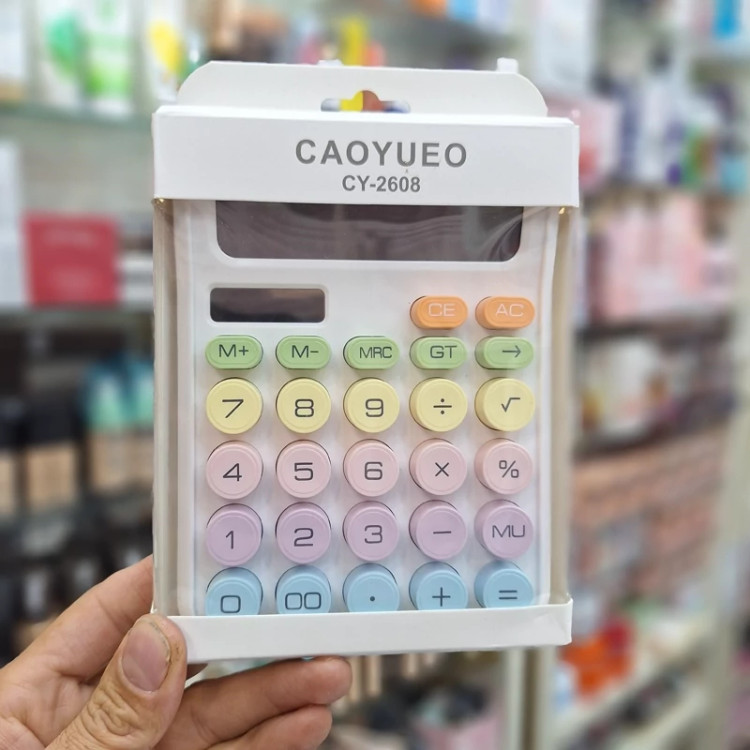 CAOYUEO
CY-2608
CE AC
M+ M- MRC GT →
7 8 9 ÷ √
4 5 6 × %
1 2 3 − MU
0 00 . + =